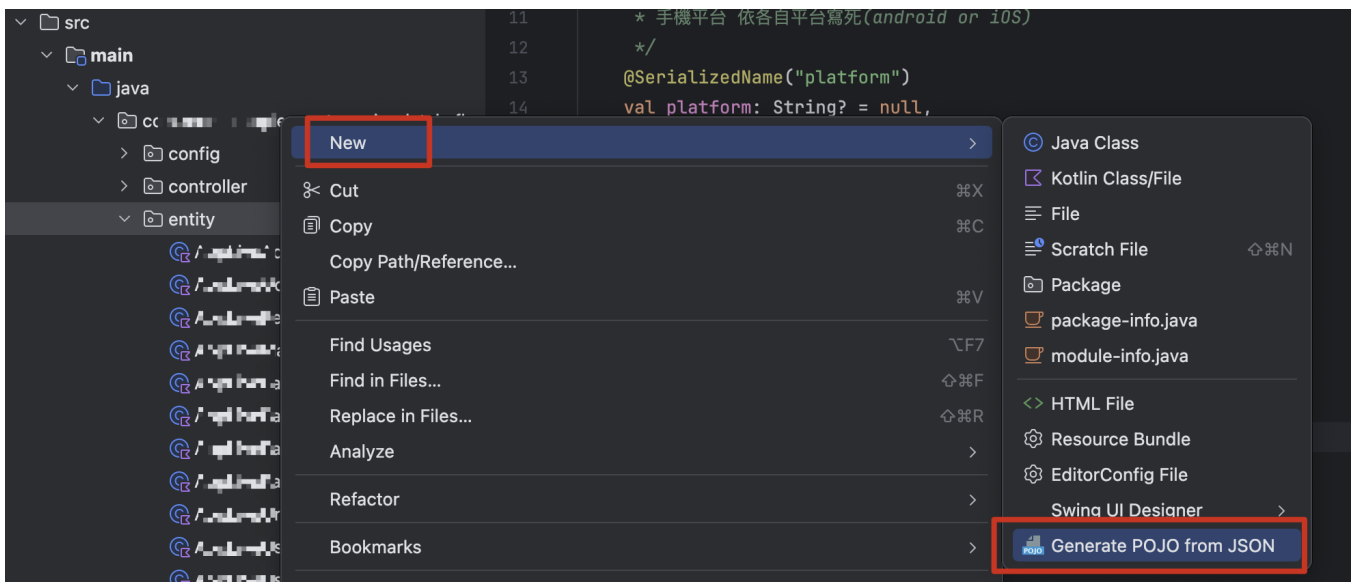 src
main
java
config
controller
entity
11
* 手機平台 依各自平台寫死(android or iOS)
12
*/
13
@SerializedName("platform")
14
val platform: String? = null,
New
Cut ⌘X
Copy ⌘C
Copy Path/Reference...
Paste ⌘V
Find Usages ⌥F7
Find in Files... ⇧⌘F
Replace in Files... ⇧⌘R
Analyze
Refactor
Bookmarks
Java Class
Kotlin Class/File
File
Scratch File ⇧⌘N
Package
package-info.java
module-info.java
HTML File
Resource Bundle
EditorConfig File
Swing UI Designer
POJO Generate POJO from JSON